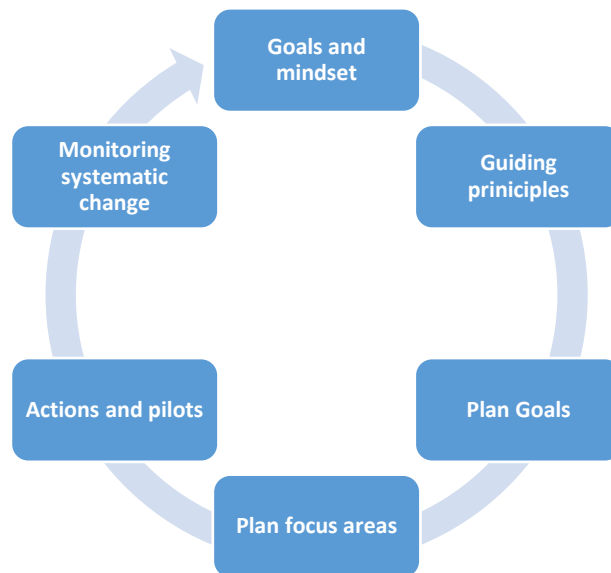 Goals and
mindset
Guiding
priniciples
Plan Goals
Plan focus areas
Actions and pilots
Monitoring
systematic
change